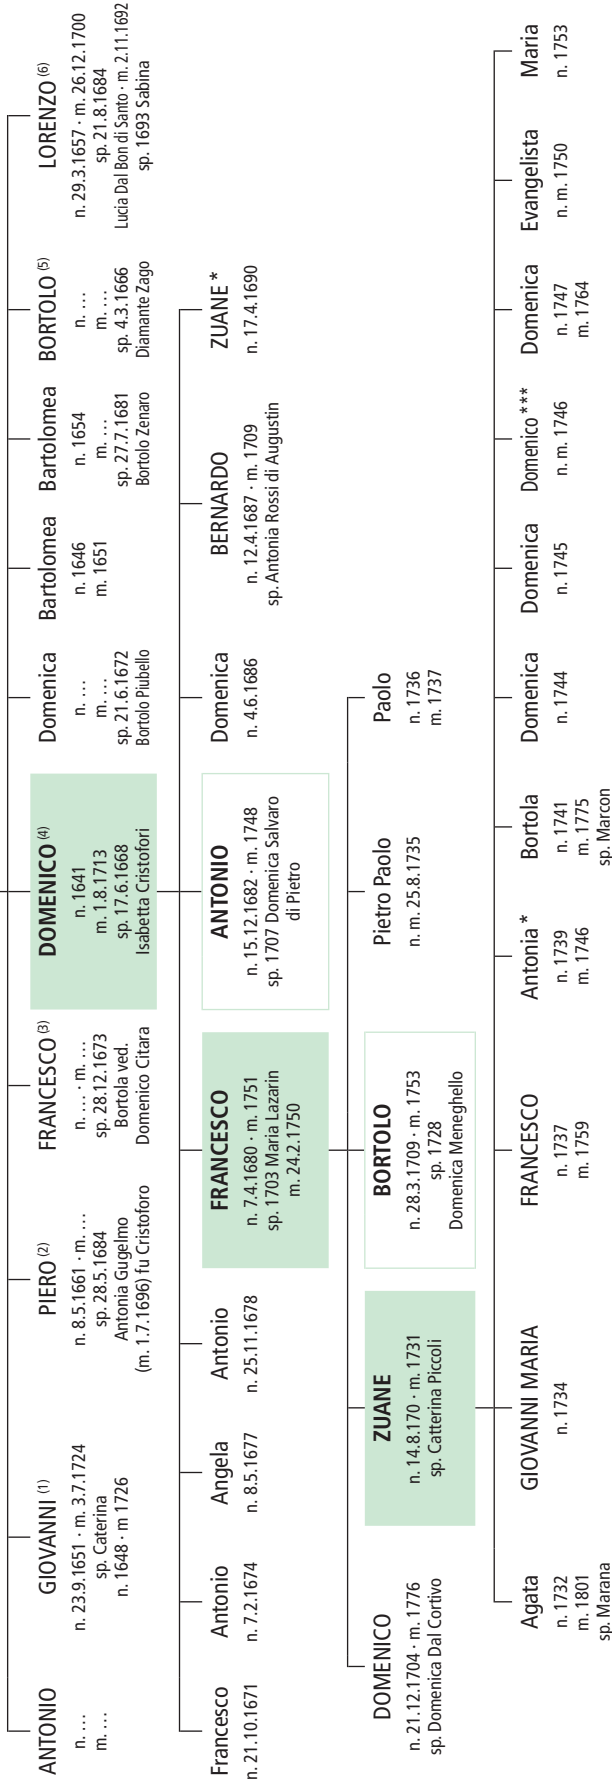 ANTONIO
n. ...
m. ...
GIOVANNI (1)
n. 23.9.1651 · m. 3.7.1724
sp. Caterina
n. 1648 · m 1726
PIERO (2)
n. 8.5.1661 · m. ...
sp. 28.5.1684
Antonia Gugelmo
(m. 1.7.1696) fu Cristoforo
FRANCESCO (3)
n. ... · m. ...
sp. 28.12.1673
Bortola ved.
Domenico Citara
DOMENICO (4)
n. 1641
m. 1.8.1713
sp. 17.6.1668
Isabetta Cristofori
Domenica
n. ...
m. ...
sp. 21.6.1672
Bortolo Piubello
Bartolomea
n. 1646
m. 1651
Bartolomea
n. 1654
m. ...
sp. 27.7.1681
Bortolo Zenaro
BORTOLO (5)
n. ...
m. ...
sp. 4.3.1666
Diamante Zago
LORENZO (6)
n. 29.3.1657 · m. 26.12.1700
sp. 21.8.1684
Lucia Dal Bon di Santo · m. 2.11.1692
sp. 1693 Sabina
Francesco
n. 21.10.1671
Antonio
n. 7.2.1674
Angela
n. 8.5.1677
Antonio
n. 25.11.1678
FRANCESCO
n. 7.4.1680 · m. 1751
sp. 1703 Maria Lazarin
m. 24.2.1750
ANTONIO
n. 15.12.1682 · m. 1748
sp. 1707 Domenica Salvaro
di Pietro
Domenica
n. 4.6.1686
BERNARDO
n. 12.4.1687 · m. 1709
sp. Antonia Rossi di Augustin
ZUANE *
n. 17.4.1690
DOMENICO
n. 21.12.1704 · m. 1776
sp. Domenica Dal Cortivo
ZUANE
n. 14.8.170 · m. 1731
sp. Catterina Piccoli
BORTOLO
n. 28.3.1709 · m. 1753
sp. 1728
Domenica Meneghello
Pietro Paolo
n. m. 25.8.1735
Paolo
n. 1736
m. 1737
Agata
n. 1732
m. 1801
sp. Marana
GIOVANNI MARIA
n. 1734
FRANCESCO
n. 1737
m. 1759
Antonia *
n. 1739
m. 1746
Bortola
n. 1741
m. 1775
sp. Marcon
Domenica
n. 1744
Domenica
n. 1745
Domenico ***
n. m. 1746
Domenica
n. 1747
m. 1764
Evangelista
n. m. 1750
Maria
n. 1753